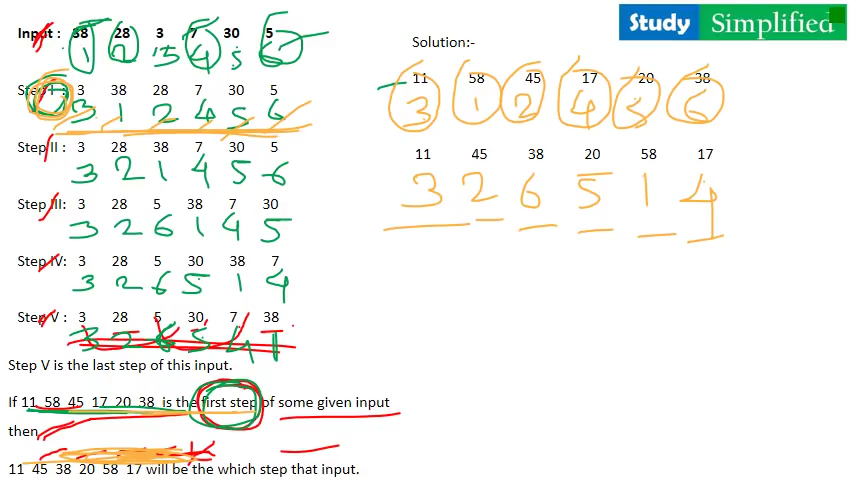 Study Simplified
Input : 38 28 3 7 30 5
1 2 3 4 5 6
Step I: 3 38 28 7 30 5
3 1 2 4 5 6
Step II : 3 28 38 7 30 5
3 2 1 4 5 6
Step III: 3 28 5 38 7 30
3 2 6 1 4 5
Step IV: 3 28 5 30 38 7
3 2 6 5 1 4
Step V : 3 28 5 30 7 38
3 2 6 5 4 1
Step V is the last step of this input.
If 11 58 45 17 20 38 is the first step of some given input
then
11 45 38 20 58 17 will be the which step that input.
Solution:-
11 58 45 17 20 38
3 1 2 4 5 6
11 45 38 20 58 17
3 2 6 5 1 4